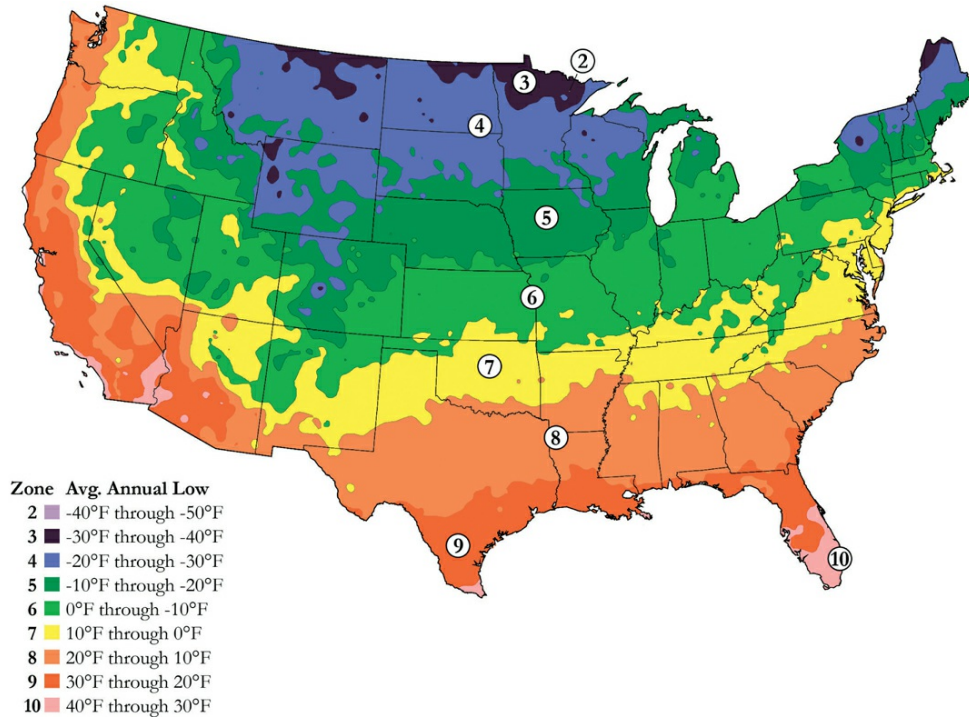 2
3
4
5
6
7
8
9
10
Zone Avg. Annual Low
2 -40°F through -50°F
3 -30°F through -40°F
4 -20°F through -30°F
5 -10°F through -20°F
6 0°F through -10°F
7 10°F through 0°F
8 20°F through 10°F
9 30°F through 20°F
10 40°F through 30°F